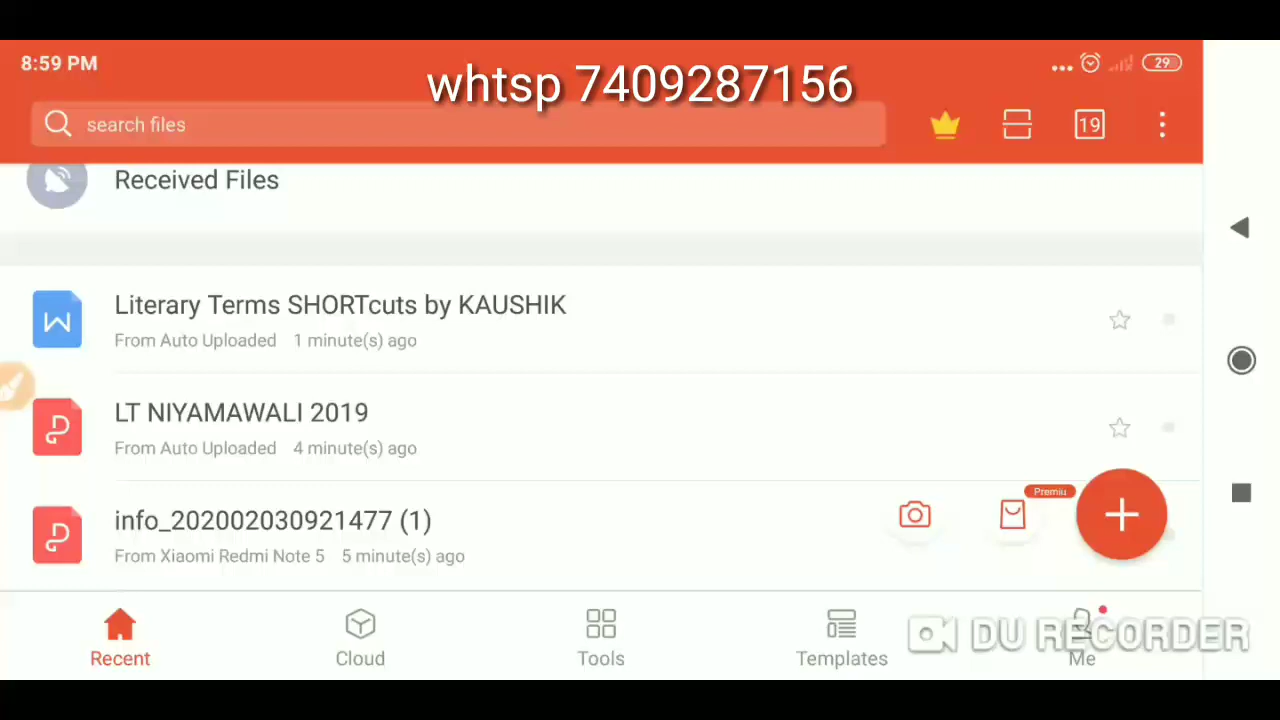 8:59 PM
whtsp 7409287156
29
search files
19
Received Files
Literary Terms SHORTcuts by KAUSHIK
From Auto Uploaded 1 minute(s) ago
LT NIYAMAWALI 2019
From Auto Uploaded 4 minute(s) ago
Premiu
info_202002030921477 (1)
From Xiaomi Redmi Note 5 5 minute(s) ago
Recent
Cloud
Tools
Templates
Me
DU RECORDER